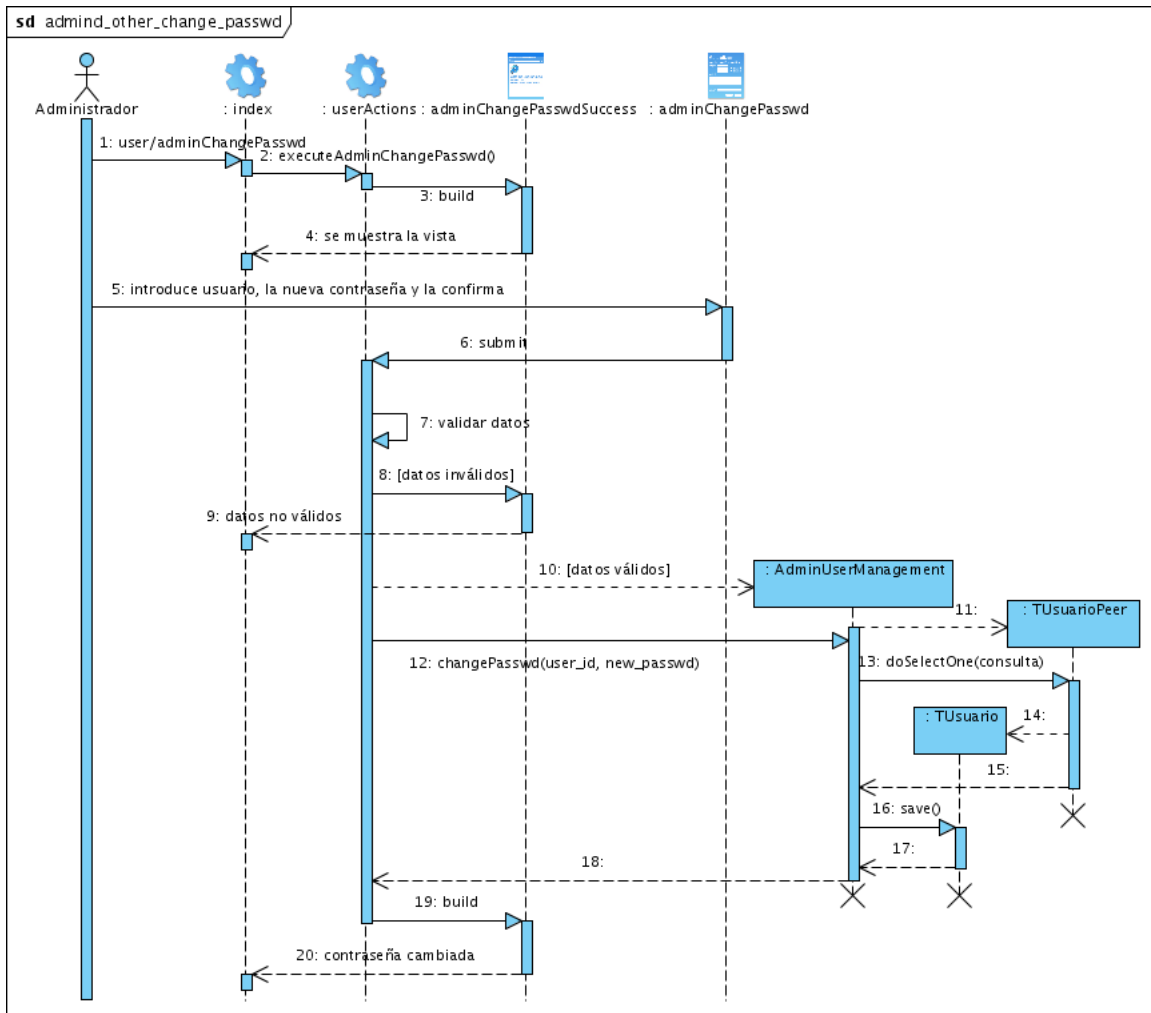 sd admind_other_change_passwd
Administrador
: index
: userActions
: adminChangePasswdSuccess
: adminChangePasswd
1: user/adminChangePasswd
2: executeAdminChangePasswd()
3: build
4: se muestra la vista
5: introduce usuario, la nueva contraseña y la confirma
6: submit
7: validar datos
8: [datos inválidos]
9: datos no válidos
10: [datos válidos]
: AdminUserManagement
11:
: TUsuarioPeer
12: changePasswd(user_id, new_passwd)
13: doSelectOne(consulta)
: TUsuario
14:
15:
16: save()
17:
18:
19: build
20: contraseña cambiada